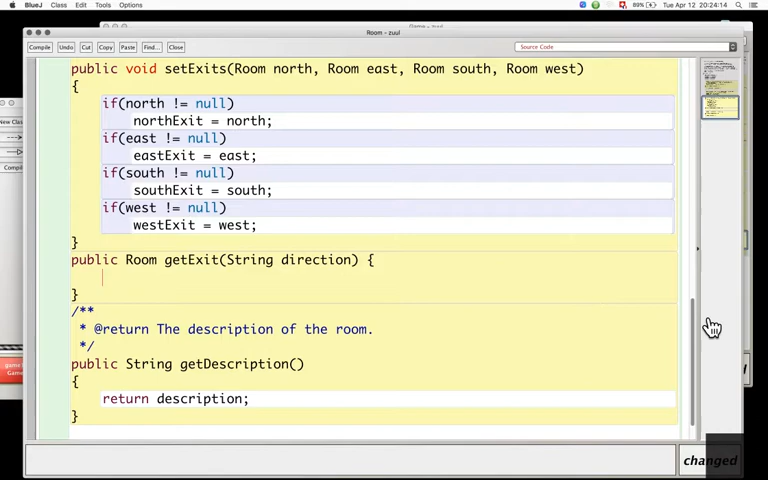 BlueJ Class Edit Tools Options 89% Tue Apr 12 20:24:14
Room - zuul
Compile Undo Cut Copy Paste Find... Close Source Code
public void setExits(Room north, Room east, Room south, Room west)
{
if(north != null)
northExit = north;
if(east != null)
eastExit = east;
if(south != null)
southExit = south;
if(west != null)
westExit = west;
}
public Room getExit(String direction) {
}
/**
* @return The description of the room.
*/
public String getDescription()
{
return description;
}
changed